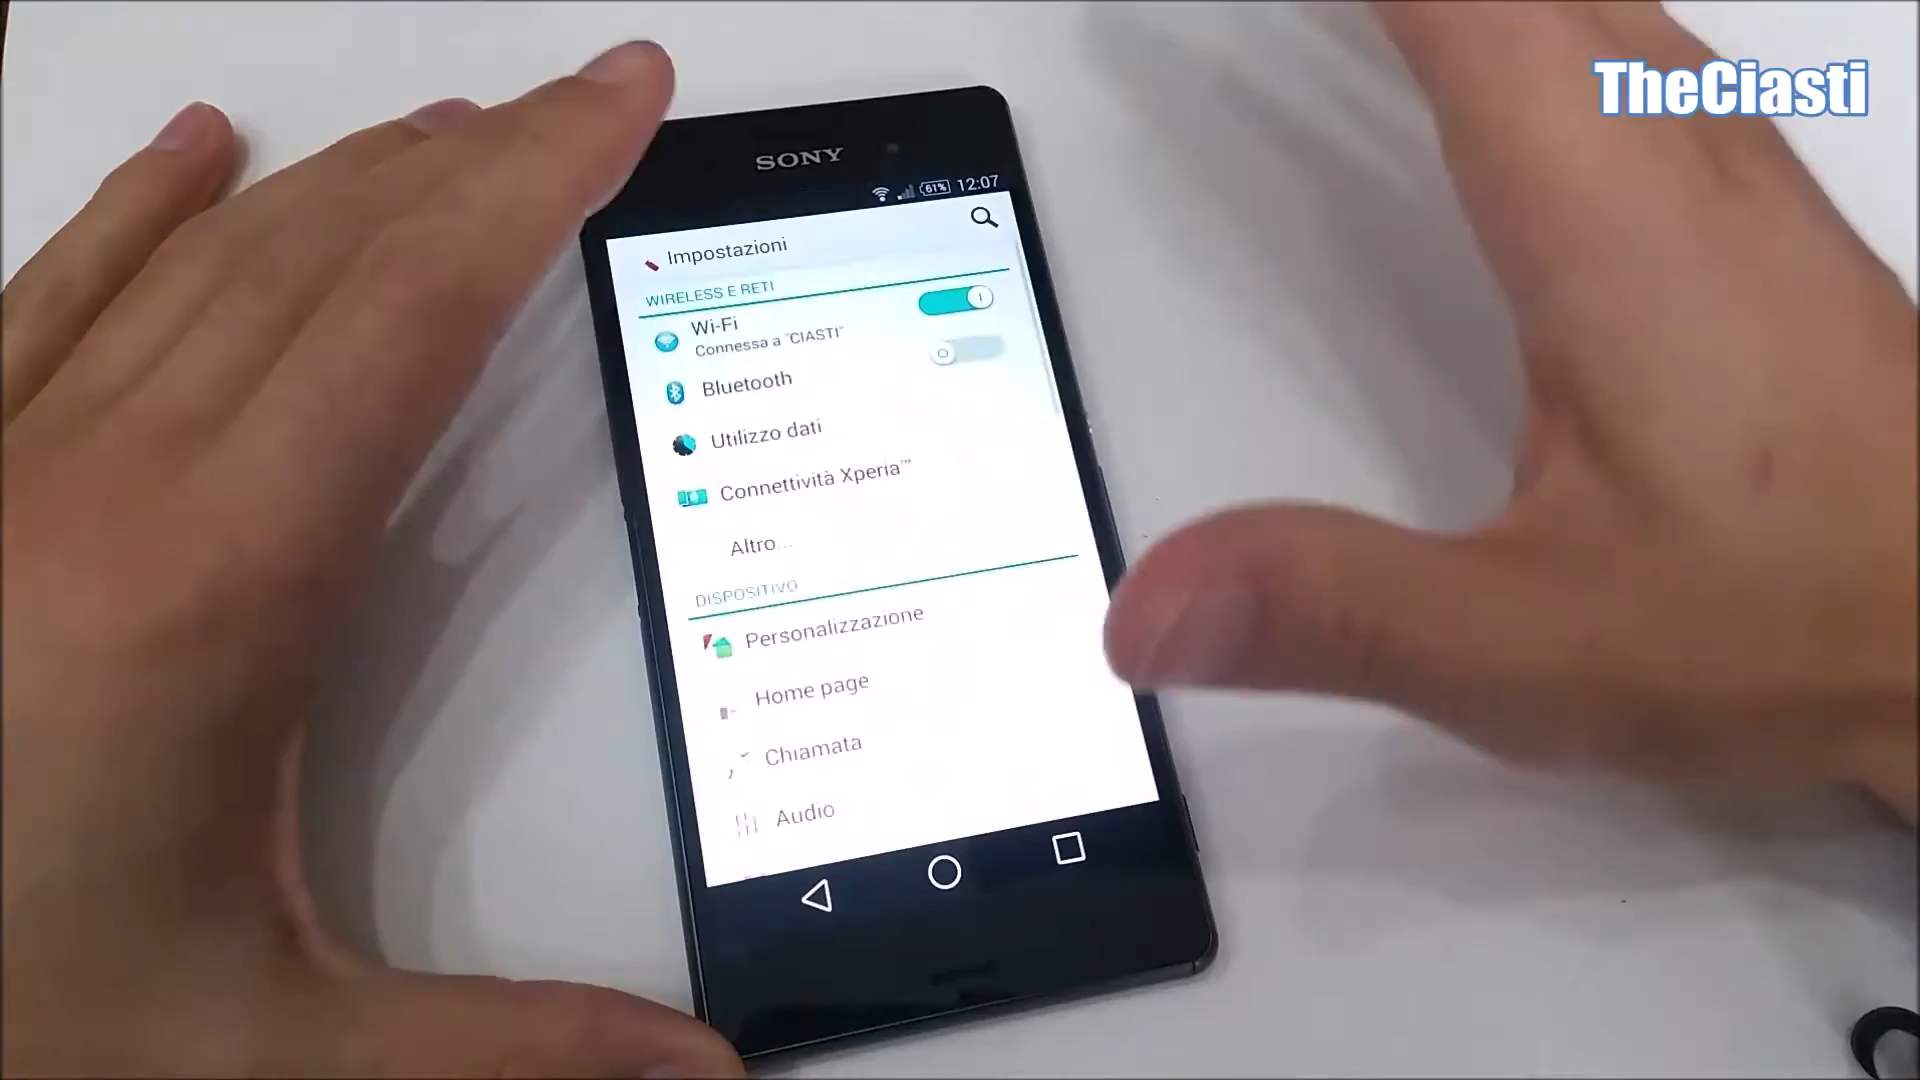 TheCiasti
SONY
61% 12:07
Impostazioni
WIRELESS E RETI
Wi-Fi
Connessa a "CIASTI"
Bluetooth
Utilizzo dati
Connettività Xperia™
Altro...
DISPOSITIVO
Personalizzazione
Home page
Chiamata
Audio